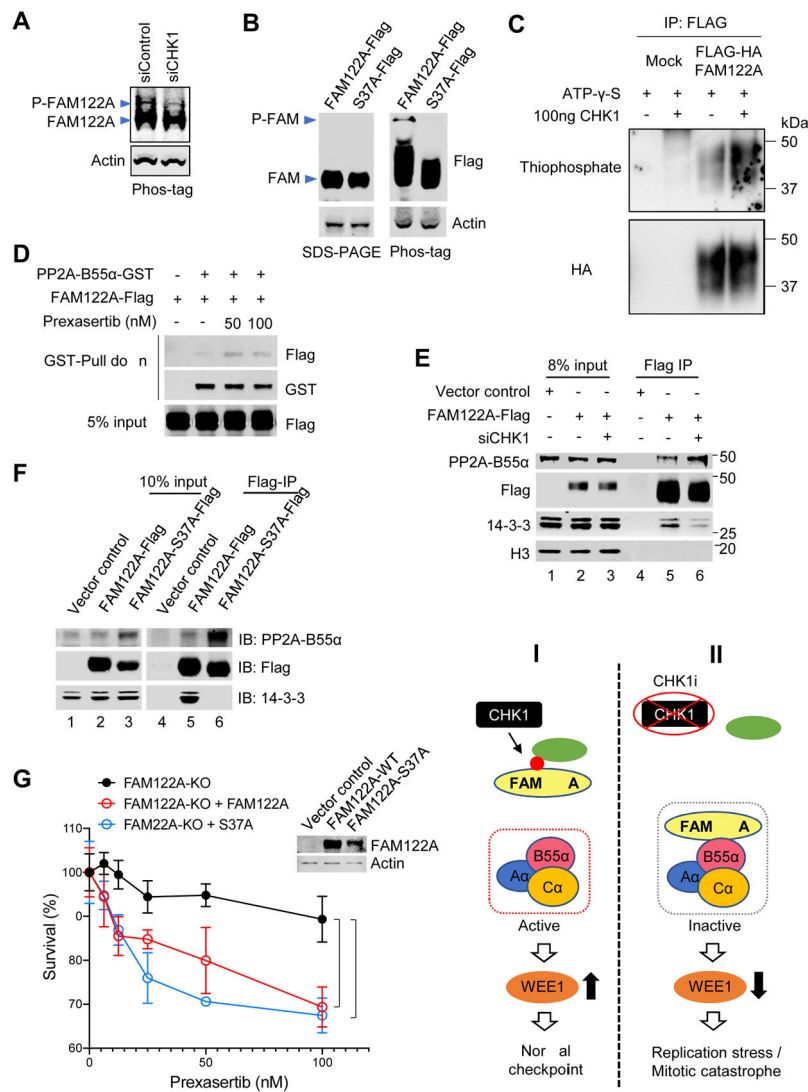 A
siControl
siCHK1
P-FAM122A
FAM122A
Actin
Phos-tag
B
FAM122A-Flag
S37A-Flag
FAM122A-Flag
S37A-Flag
P-FAM
FAM
Flag
Actin
SDS-PAGE
Phos-tag
C
IP: FLAG
Mock
FLAG-HA
FAM122A
ATP-γ-S + + + +
100ng CHK1 - + - +
kDa
Thiophosphate
50
37
HA
50
37
D
PP2A-B55α-GST - + + +
FAM122A-Flag + + + +
Prexasertib (nM) - - 50 100
GST-Pull do n
Flag
GST
5% input
Flag
E
8% input
Flag IP
Vector control + - - + - -
FAM122A-Flag - + + - + +
siCHK1 - - + - - +
PP2A-B55α
50
Flag
50
14-3-3
25
H3
20
1 2 3 4 5 6
F
10% input
Flag-IP
Vector control
FAM122A-Flag
FAM122A-S37A-Flag
Vector control
FAM122A-Flag
FAM122A-S37A-Flag
IB: PP2A-B55α
IB: Flag
IB: 14-3-3
1 2 3 4 5 6
G
FAM122A-KO
FAM122A-KO + FAM122A
FAM22A-KO + S37A
Vector control
FAM122A-WT
FAM122A-S37A
FAM122A
Actin
Survival (%)
110
100
0
80
70
60
0 50 100
Prexasertib (nM)
I
CHK1
FAM A
B55α
Aα
Cα
Active
WEE1
Nor al
checkpoint
II
CHK1i
CHK1
FAM A
B55α
Aα
Cα
Inactive
WEE1
Replication stress /
Mitotic catastrophe